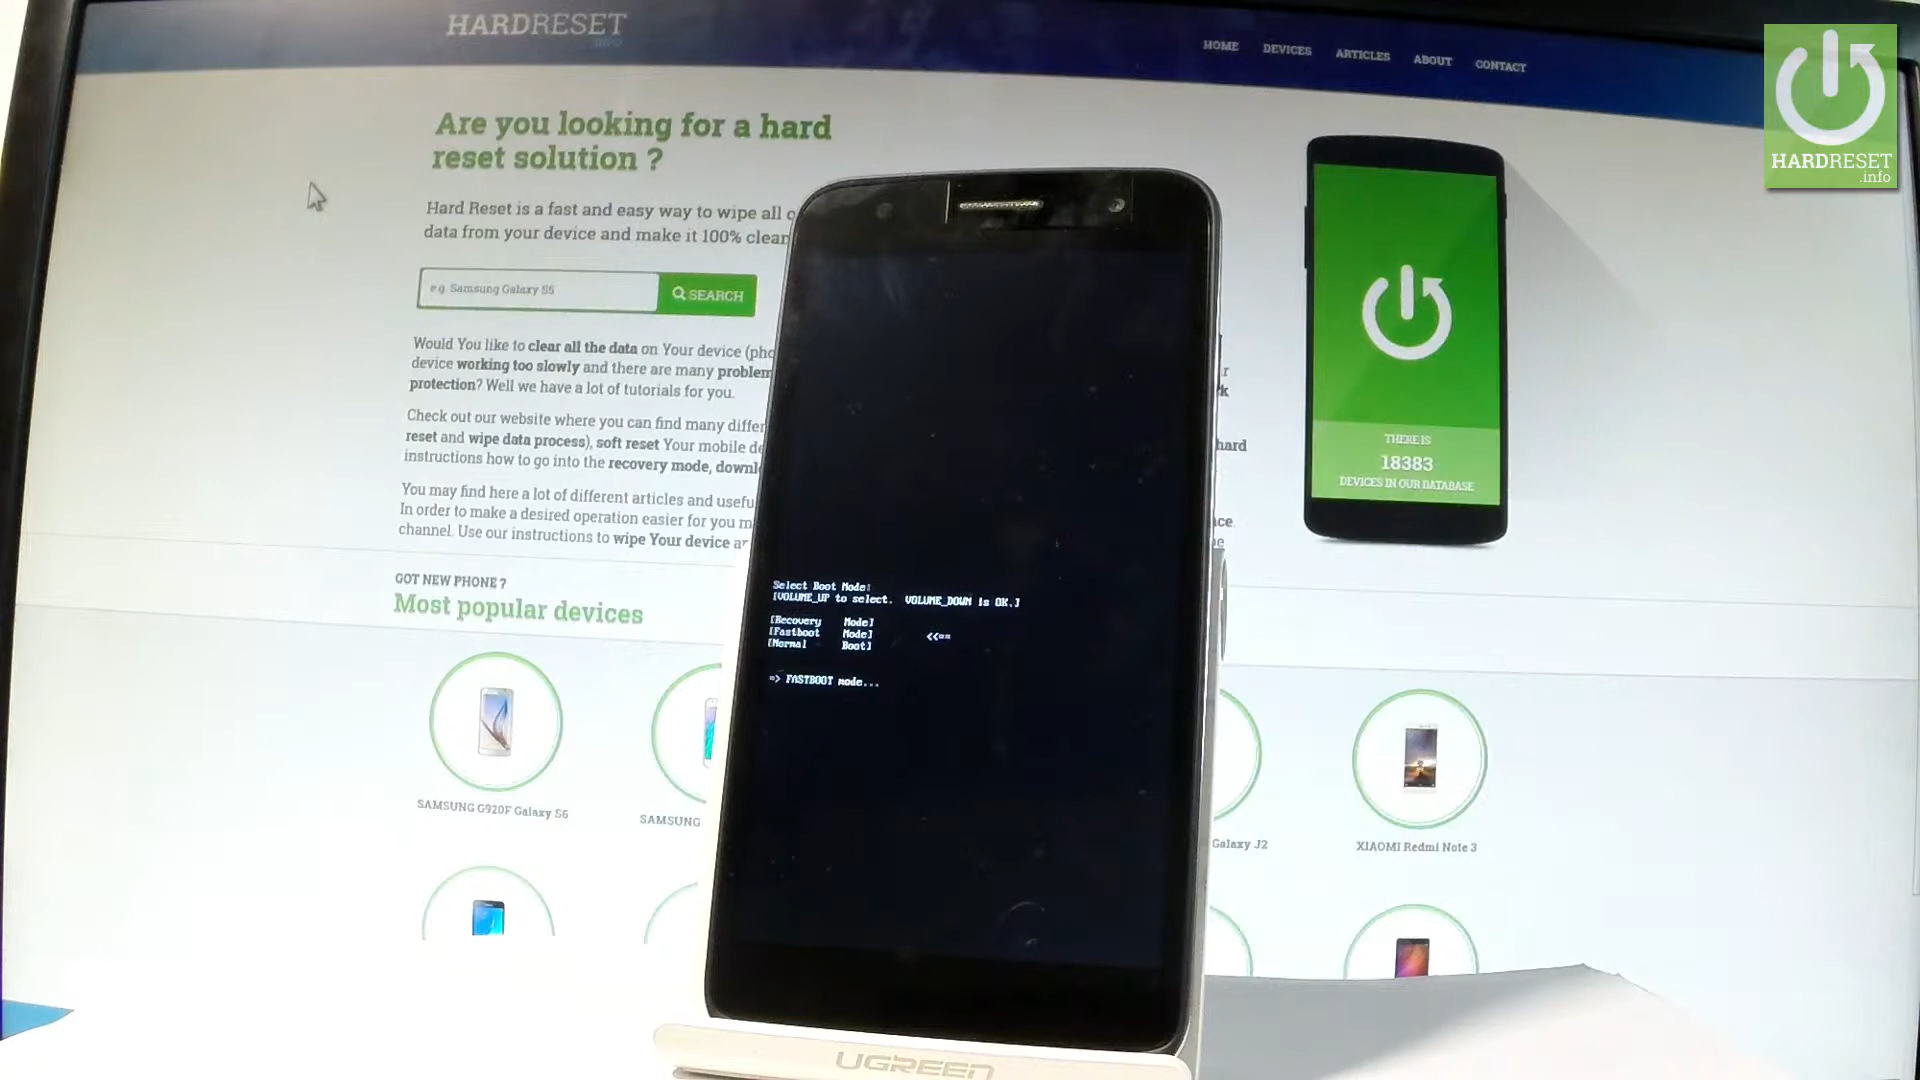 HARDRESET
.info
HOME DEVICES ARTICLES ABOUT CONTACT
HARDRESET
.info
Are you looking for a hard
reset solution ?
Hard Reset is a fast and easy way to wipe all
data from your device and make it 100% clean
e.g. Samsung Galaxy S5
SEARCH
Would You like to clear all the data on Your device (pho
device working too slowly and there are many problem
protection? Well we have a lot of tutorials for you.
Check out our website where you can find many differ
reset and wipe data process), soft reset Your mobile de
hard
instructions how to go into the recovery mode, downl
You may find here a lot of different articles and usefu
In order to make a desired operation easier for you m
channel. Use our instructions to wipe Your device
THERE IS
18383
DEVICES IN OUR DATABASE
GOT NEW PHONE ?
Most popular devices
SAMSUNG G920F Galaxy S6
SAMSUNG
Galaxy J2
XIAOMI Redmi Note 3
Select Boot Mode:
[VOLUME_UP to select. VOLUME_DOWN is OK.]
[Recovery Mode]
[Fastboot Mode] <<==
[Normal Boot]
=> FASTBOOT mode...
UGREEN